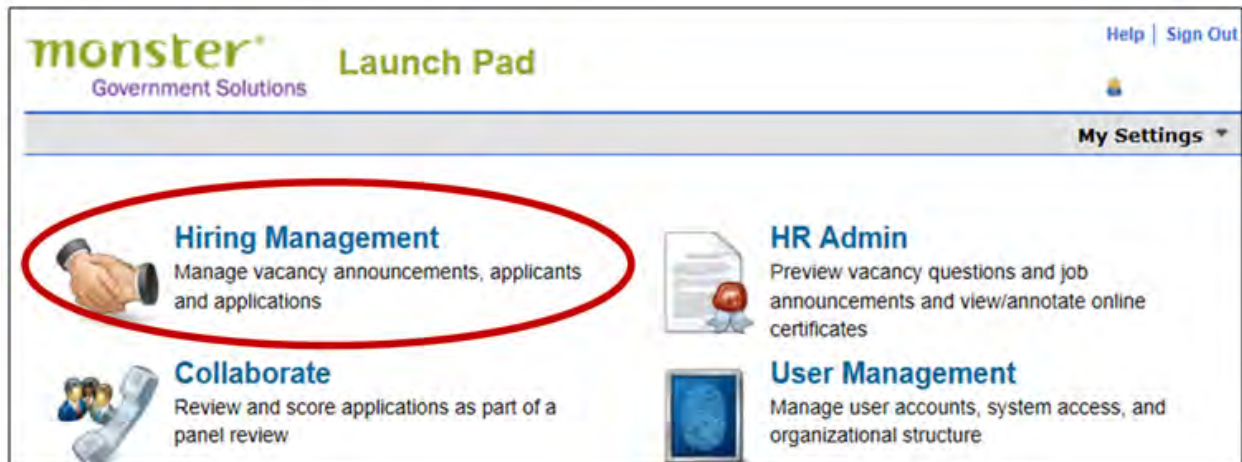 monster®
Government Solutions
Launch Pad
Help | Sign Out
My Settings
Hiring Management
Manage vacancy announcements, applicants
and applications
HR Admin
Preview vacancy questions and job
announcements and view/annotate online
certificates
Collaborate
Review and score applications as part of a
panel review
User Management
Manage user accounts, system access, and
organizational structure